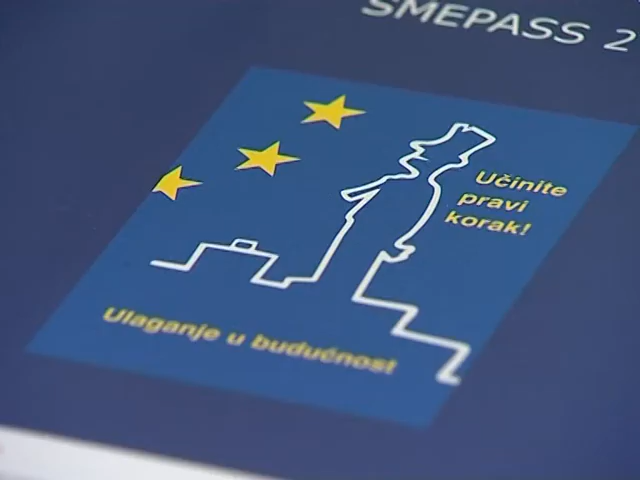 SMEPASS 2
Učinite
pravi
korak!
Ulaganje u budućnost